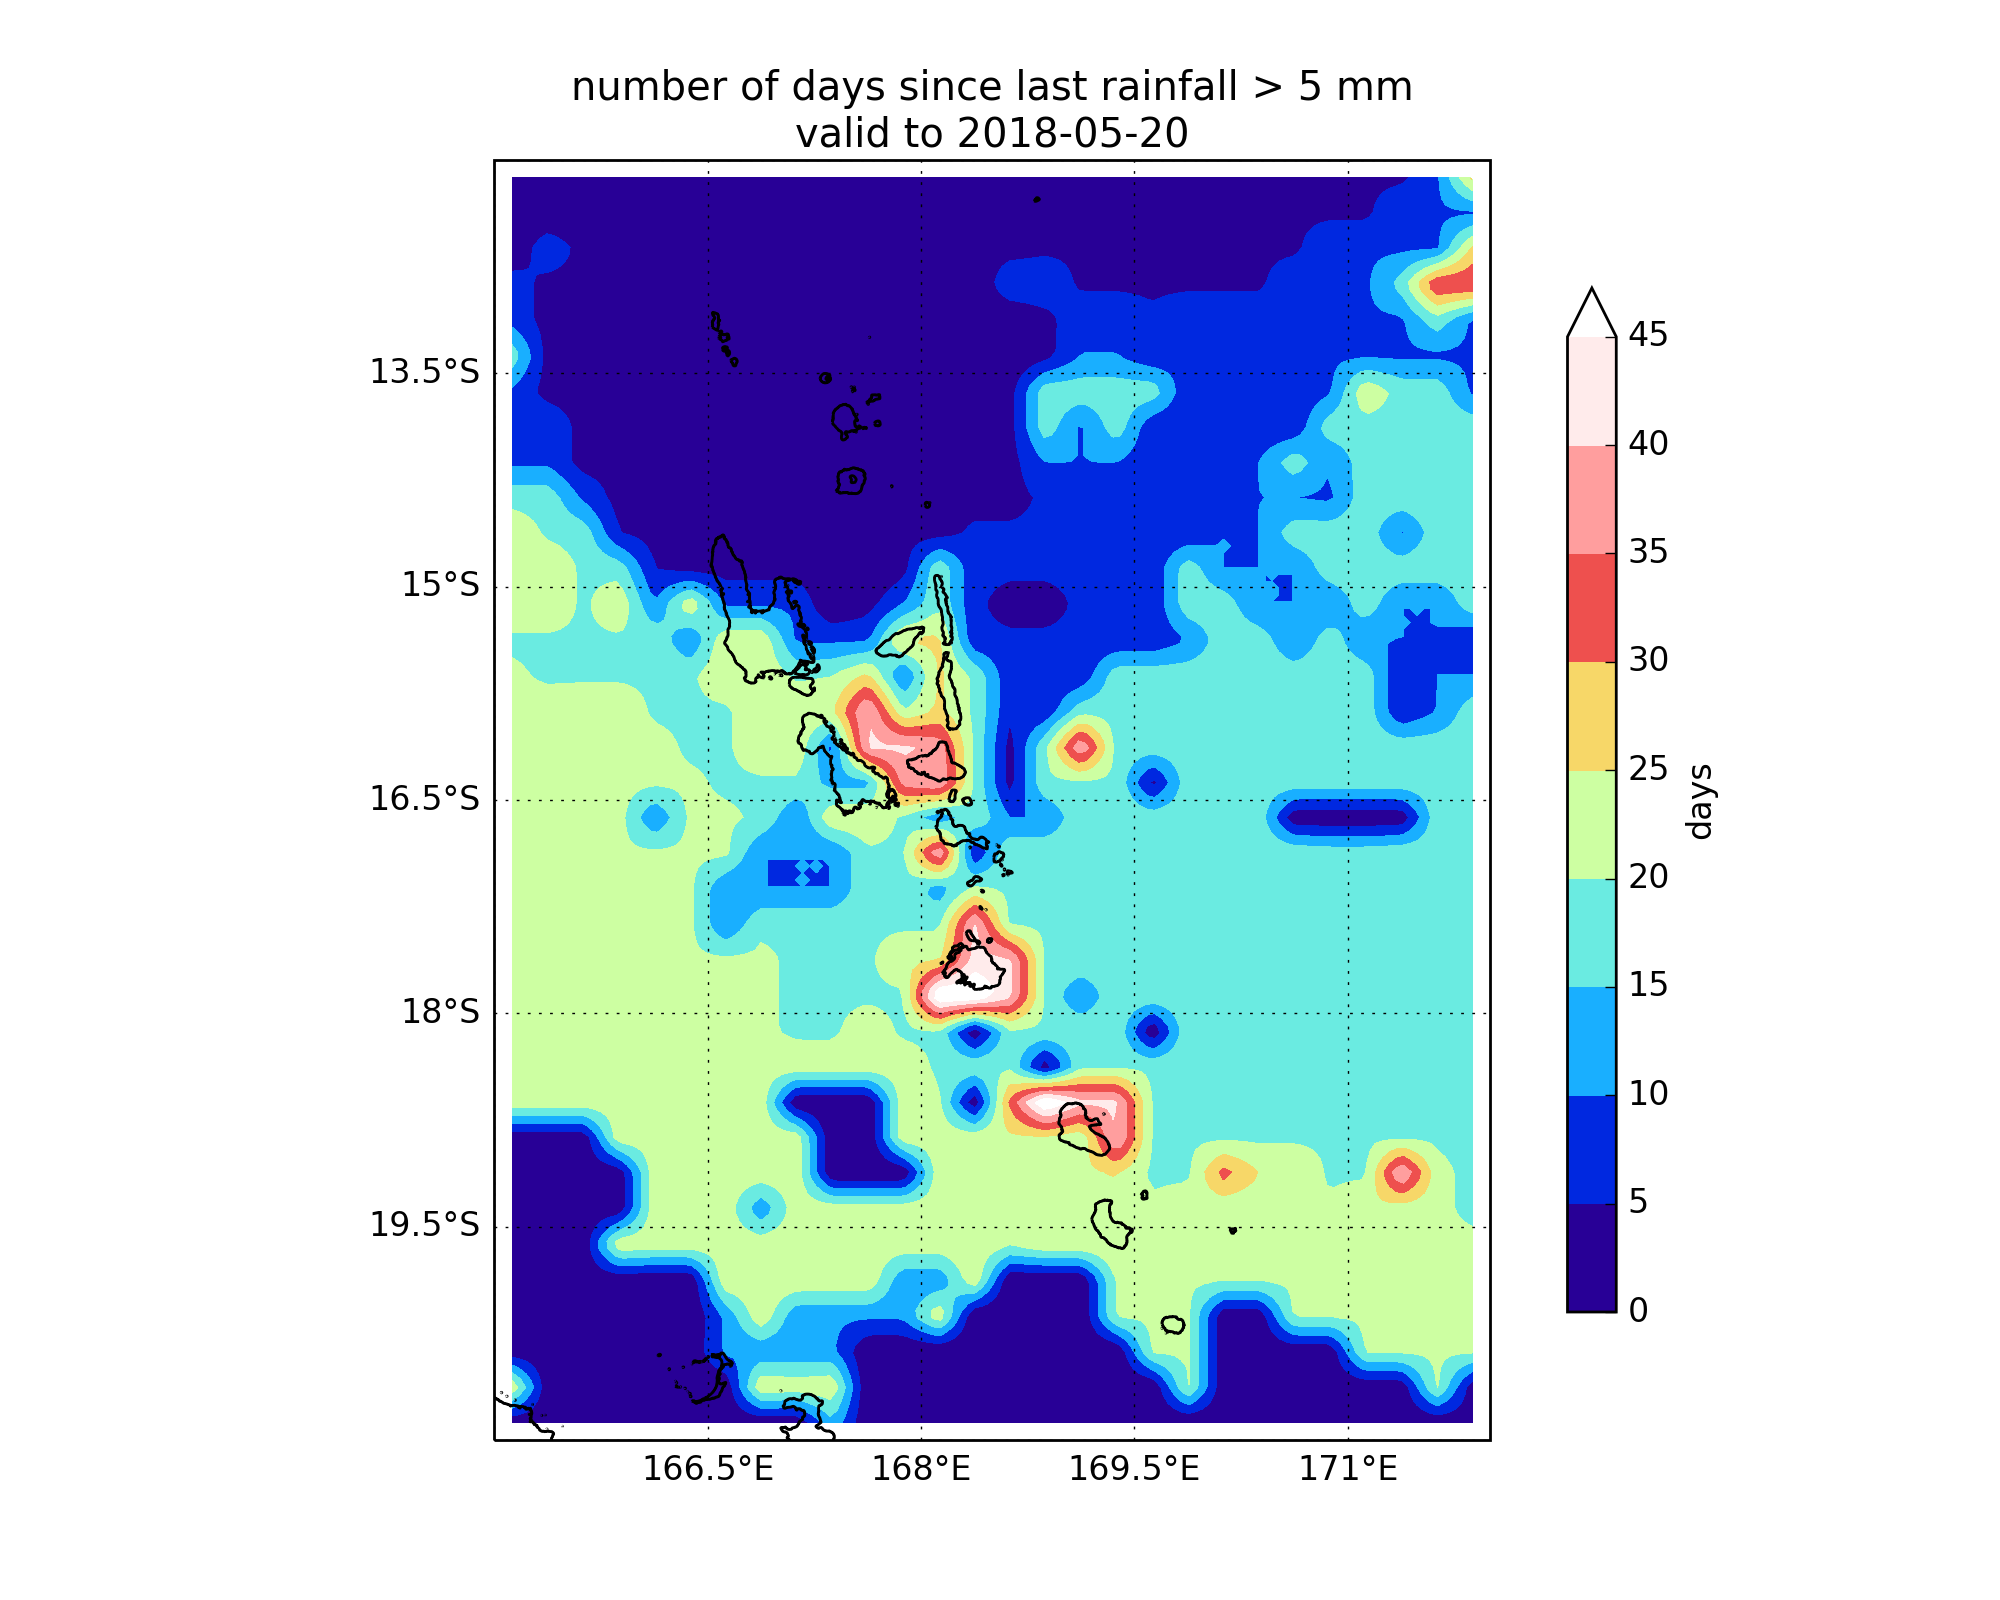 number of days since last rainfall > 5 mm
valid to 2018-05-20
45
13.5°S
40
35
15°S
30
25
16.5°S
days
20
15
18°S
10
5
19.5°S
0
166.5°E
168°E
169.5°E
171°E